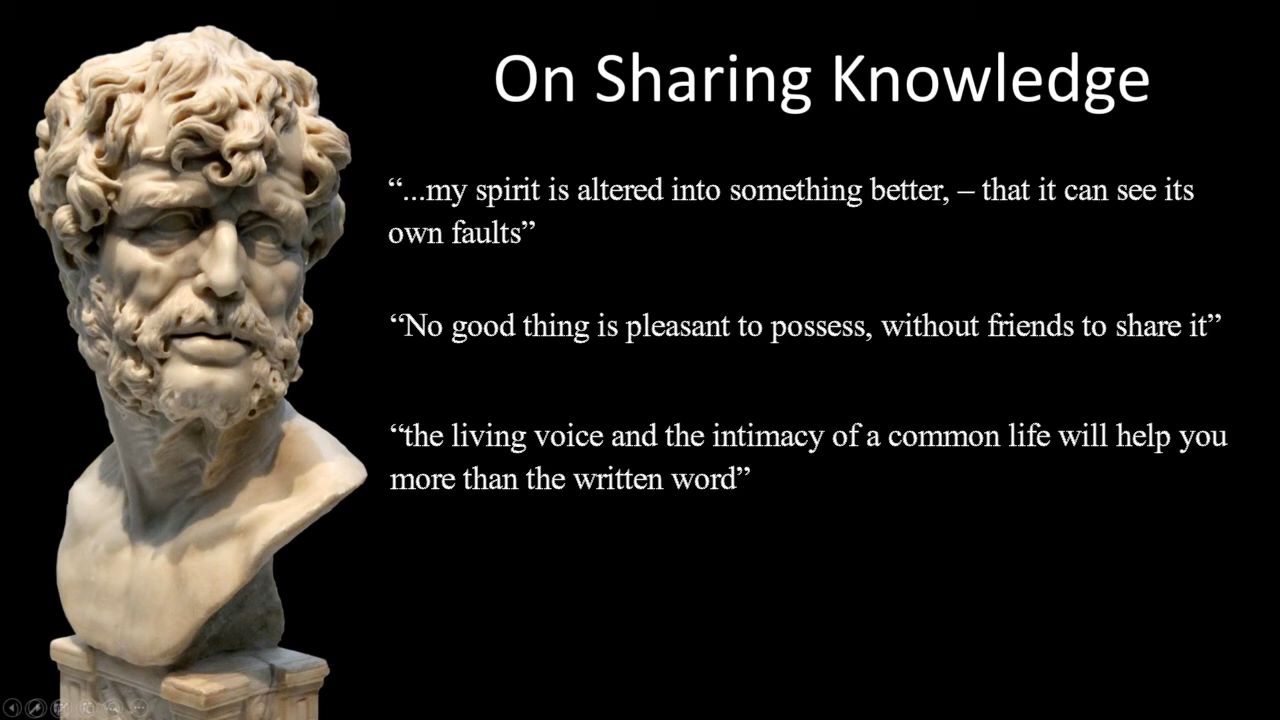 On Sharing Knowledge
“...my spirit is altered into something better, – that it can see its
own faults”
“No good thing is pleasant to possess, without friends to share it”
“the living voice and the intimacy of a common life will help you
more than the written word”